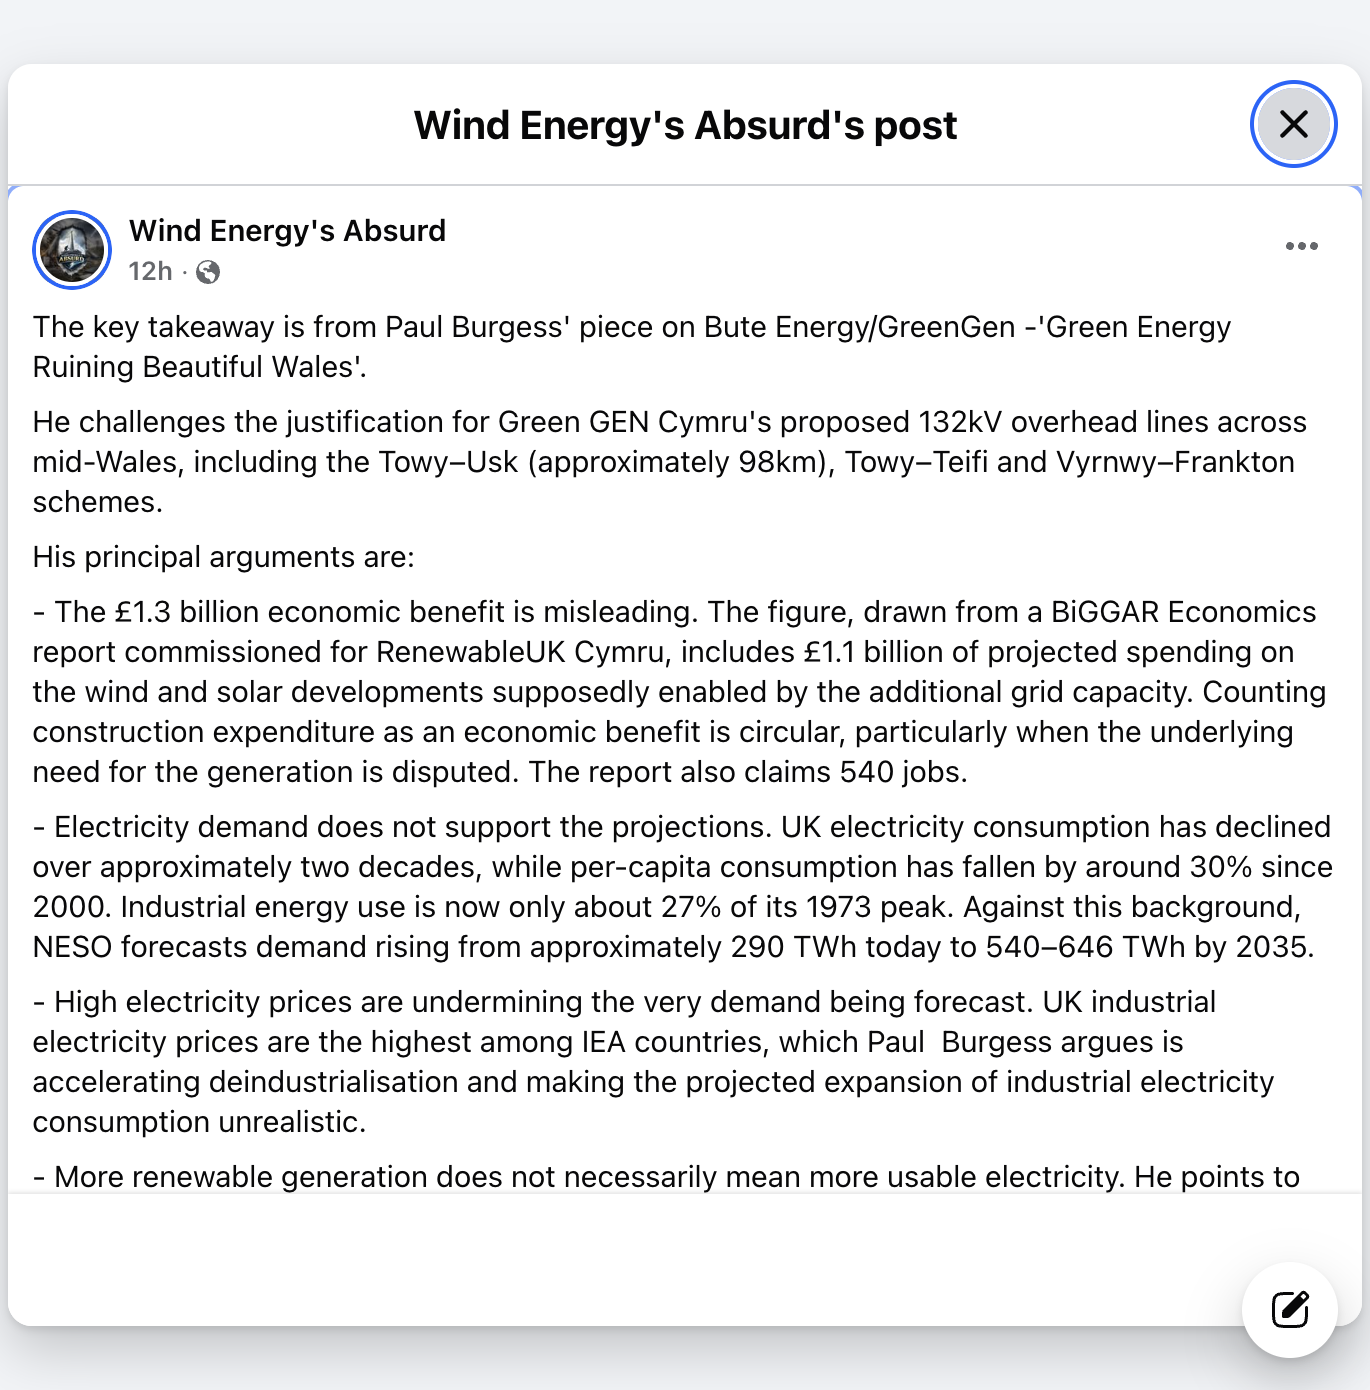 Wind Energy's Absurd's post
Wind Energy's Absurd
12h ·
The key takeaway is from Paul Burgess' piece on Bute Energy/GreenGen -'Green Energy
Ruining Beautiful Wales'.
He challenges the justification for Green GEN Cymru's proposed 132kV overhead lines across
mid-Wales, including the Towy–Usk (approximately 98km), Towy–Teifi and Vyrnwy–Frankton
schemes.
His principal arguments are:
- The £1.3 billion economic benefit is misleading. The figure, drawn from a BiGGAR Economics
report commissioned for RenewableUK Cymru, includes £1.1 billion of projected spending on
the wind and solar developments supposedly enabled by the additional grid capacity. Counting
construction expenditure as an economic benefit is circular, particularly when the underlying
need for the generation is disputed. The report also claims 540 jobs.
- Electricity demand does not support the projections. UK electricity consumption has declined
over approximately two decades, while per-capita consumption has fallen by around 30% since
2000. Industrial energy use is now only about 27% of its 1973 peak. Against this background,
NESO forecasts demand rising from approximately 290 TWh today to 540–646 TWh by 2035.
- High electricity prices are undermining the very demand being forecast. UK industrial
electricity prices are the highest among IEA countries, which Paul  Burgess argues is
accelerating deindustrialisation and making the projected expansion of industrial electricity
consumption unrealistic.
- More renewable generation does not necessarily mean more usable electricity. He points to